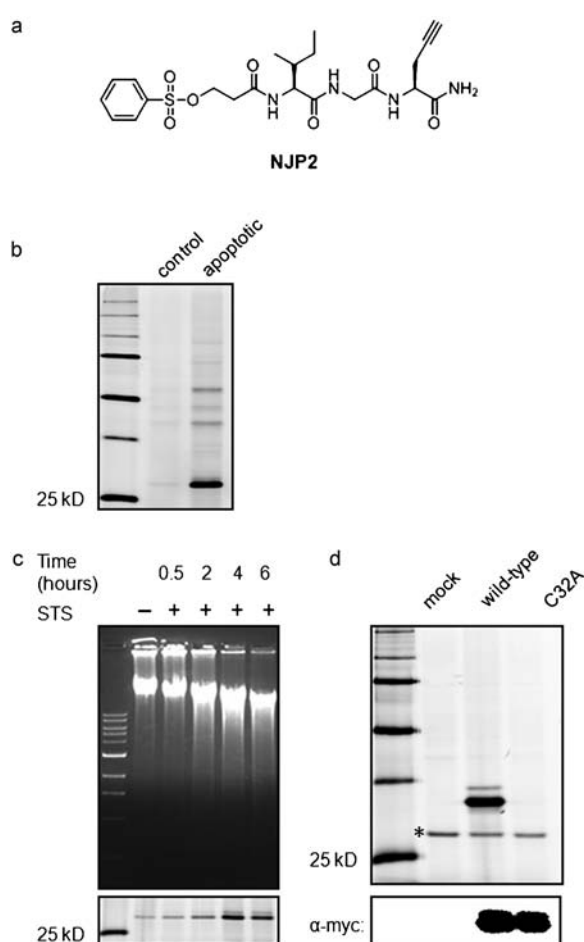 a
O O O O
S O N H N H N H NH2
O O O
NJP2
b
control apoptotic
25 kD
c Time (hours) 0.5 2 4 6
STS – + + + +
25 kD
d
mock wild-type C32A
*
25 kD
α-myc: